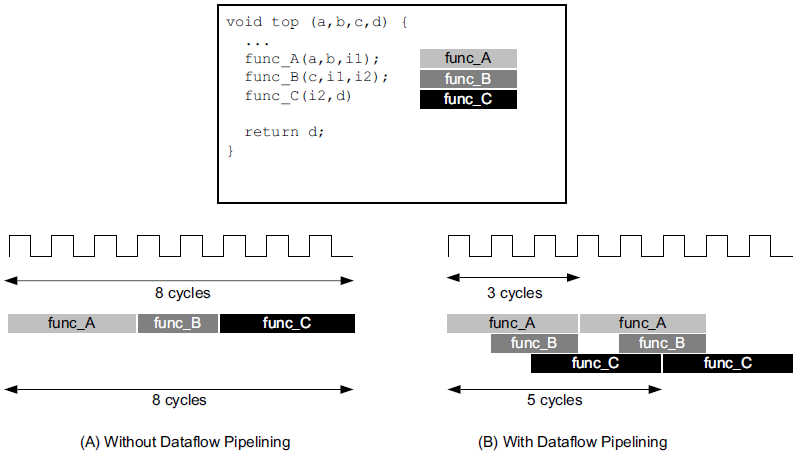 void top (a,b,c,d) {
...
func_A(a,b,i1);
func_B(c,i1,i2);
func_C(i2,d)
return d;
}
func_A
func_B
func_C
8 cycles
func_A func_B func_C
8 cycles
(A) Without Dataflow Pipelining
3 cycles
func_A func_A
func_B func_B
func_C func_C
5 cycles
(B) With Dataflow Pipelining